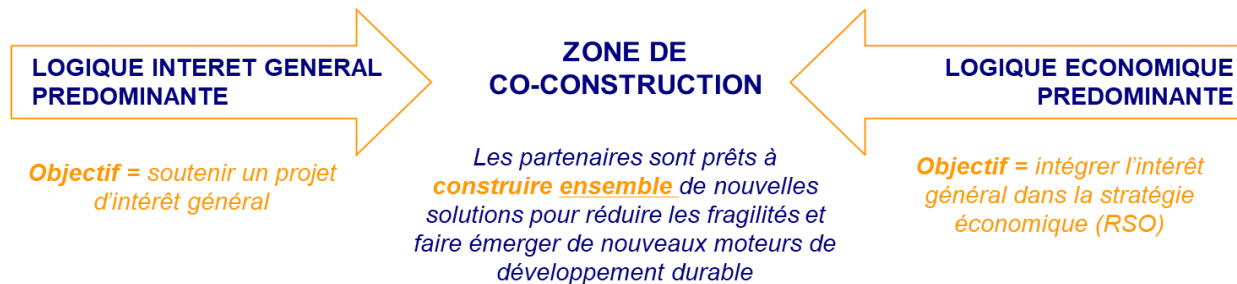 LOGIQUE INTERET GENERAL
PREDOMINANTE
Objectif = soutenir un projet
d'intérêt général
ZONE DE
CO-CONSTRUCTION
Les partenaires sont prêts à
construire ensemble de nouvelles
solutions pour réduire les fragilités et
faire émerger de nouveaux moteurs de
développement durable
LOGIQUE ECONOMIQUE
PREDOMINANTE
Objectif = intégrer l'intérêt
général dans la stratégie
économique (RSO)